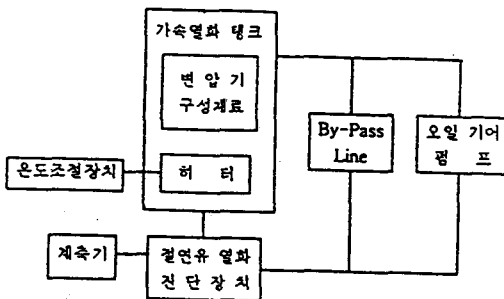 가속열화 탱크
변 압 기
구성재료
By-Pass
Line
오일 기어
펌 프
온도조절장치
히 터
계측기
절연유 열화
진 단 장 치